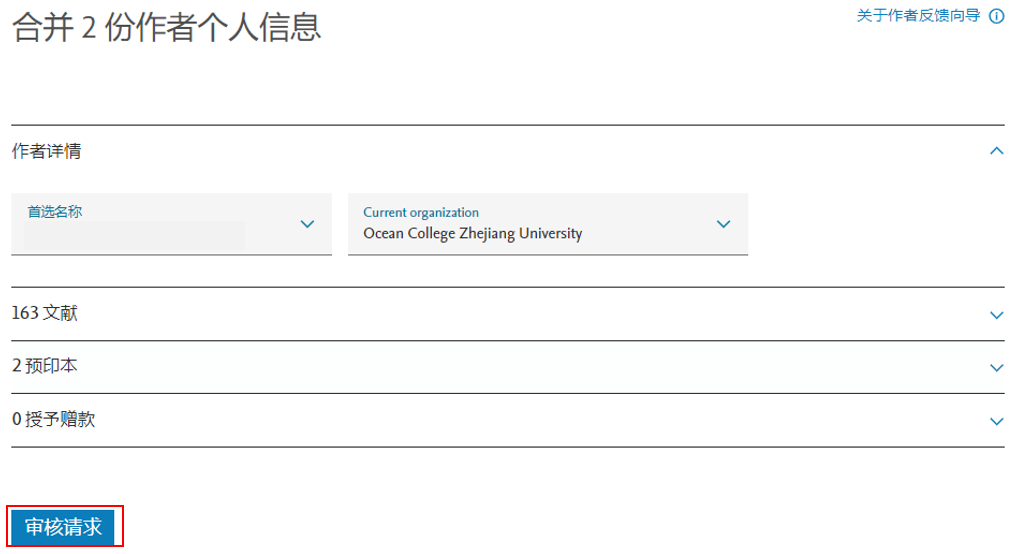 合并 2 份作者个人信息
关于作者反馈向导
作者详情
首选名称
Current organization
Ocean College Zhejiang University
163 文献
2 预印本
0 授予赠款
审核请求